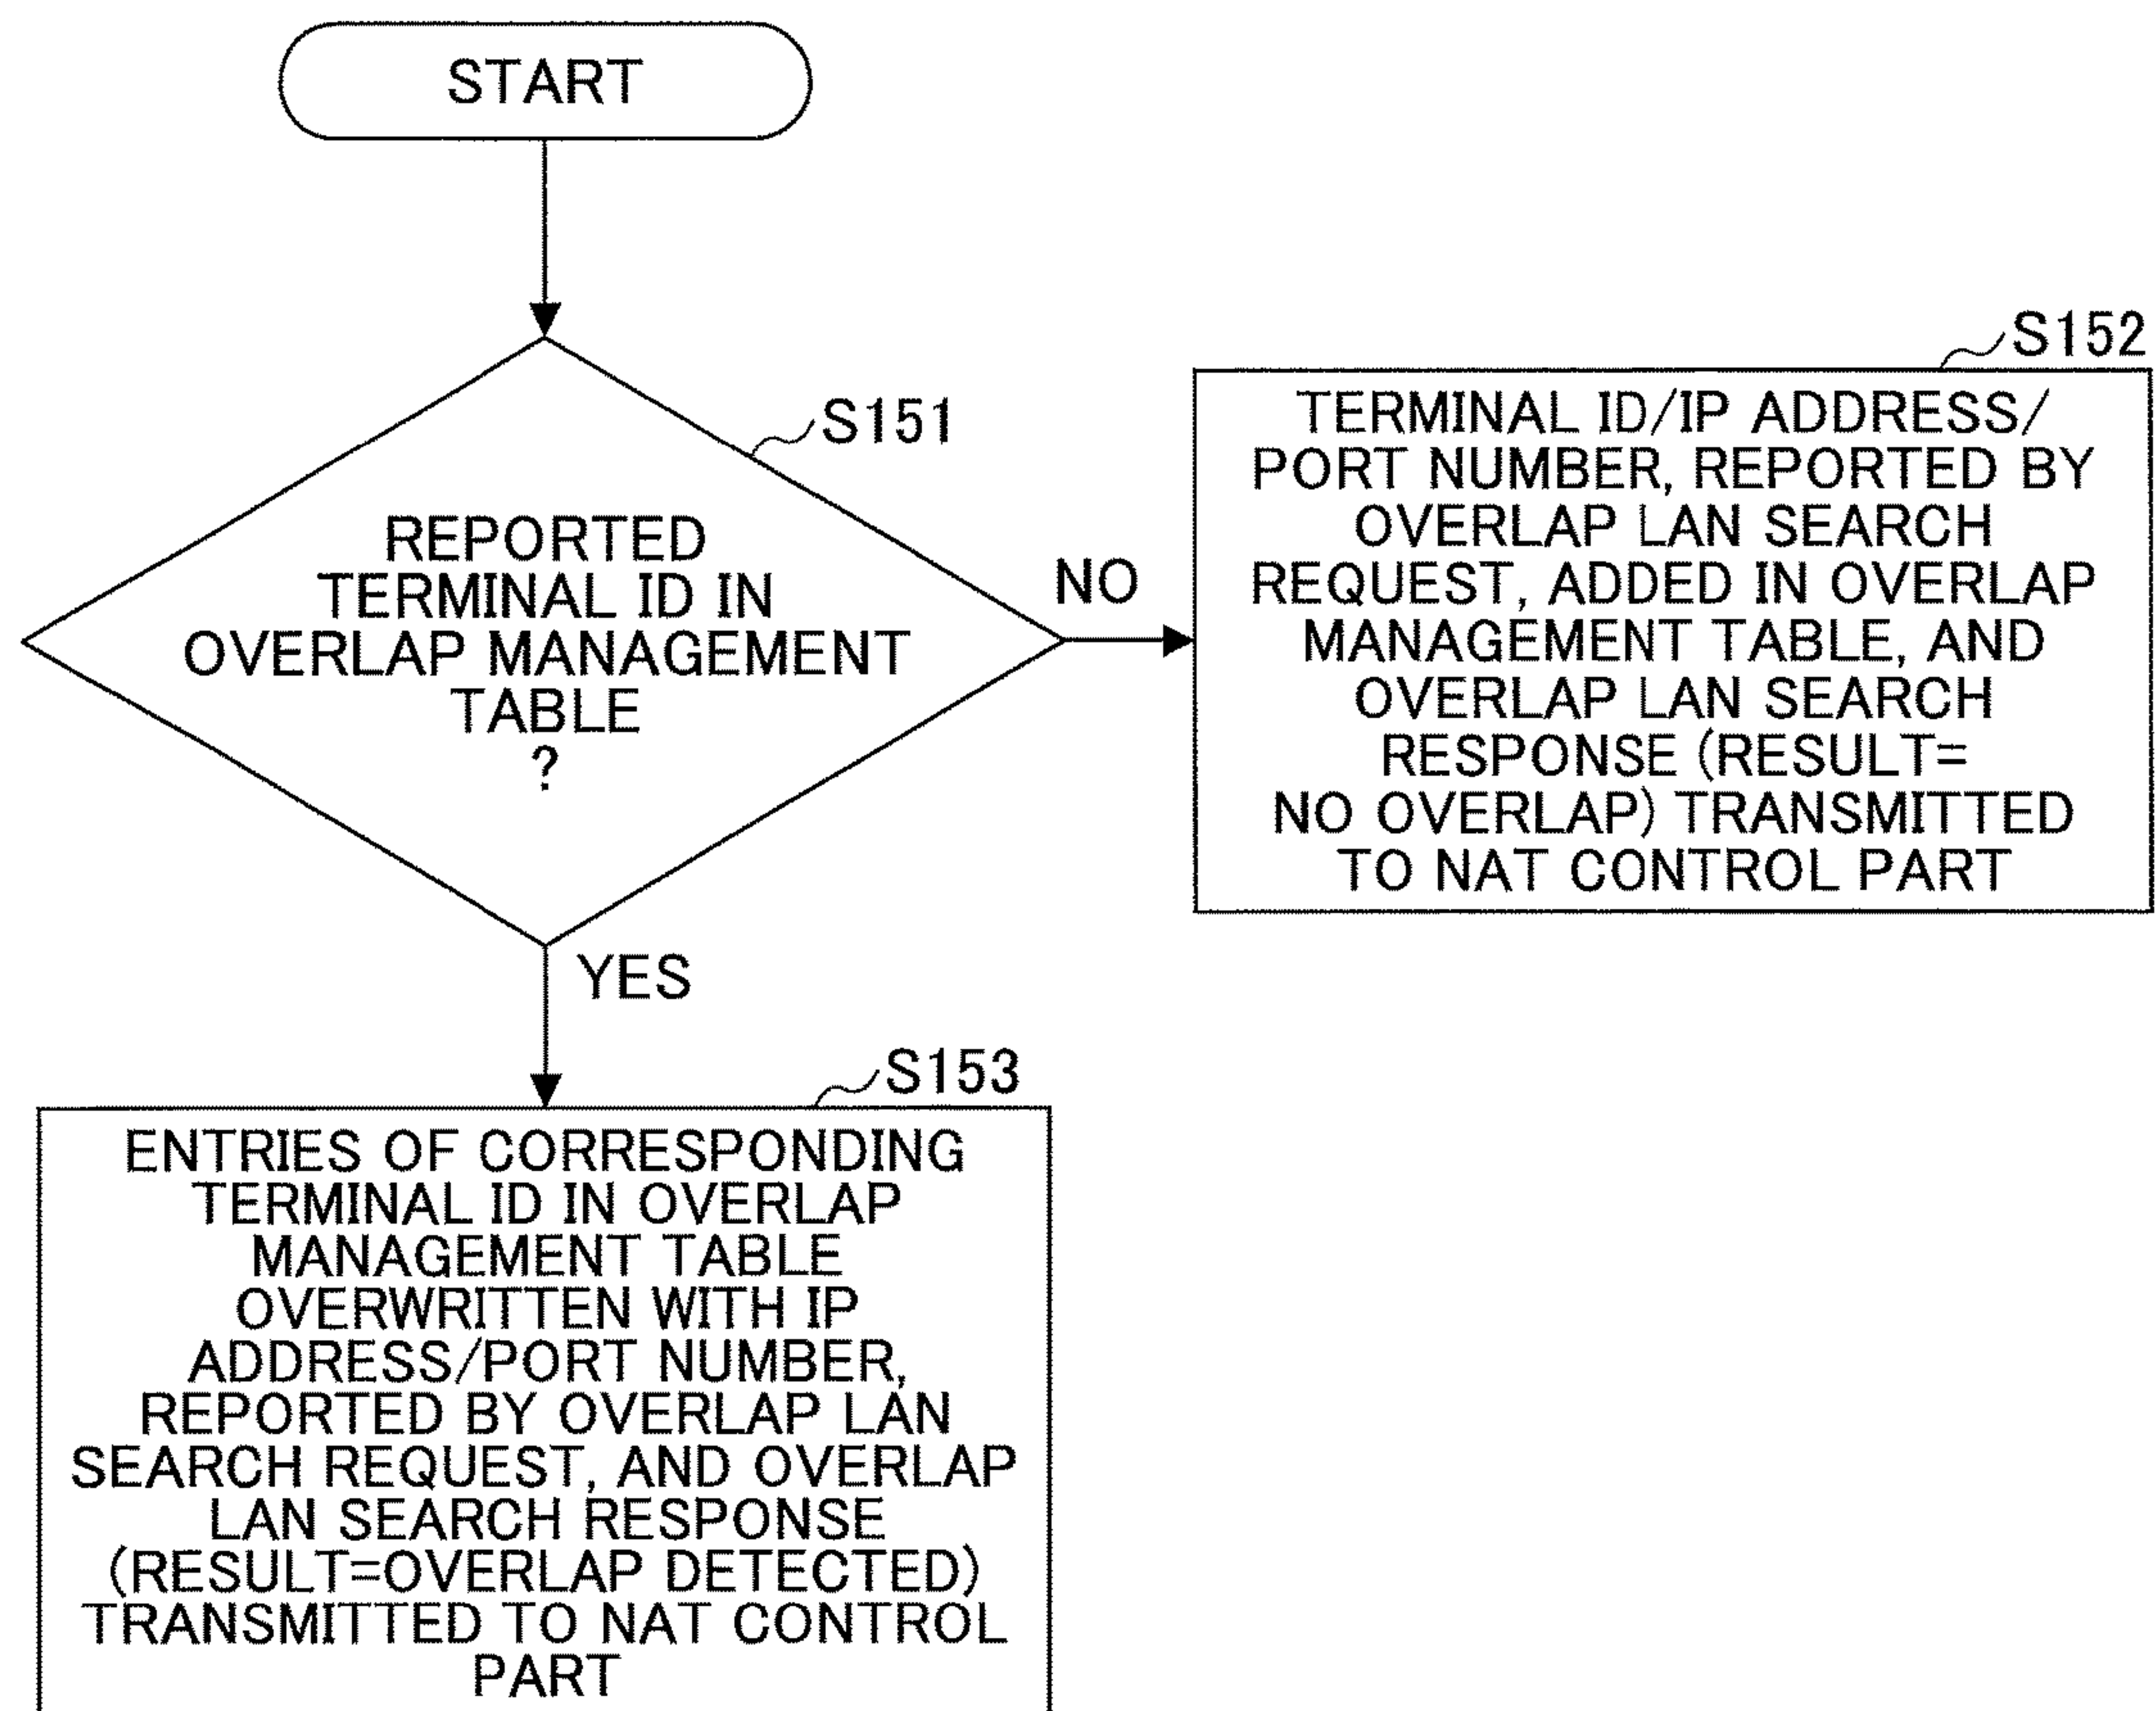 START
S151
REPORTED
TERMINAL ID IN
OVERLAP MANAGEMENT
TABLE
?
NO
S152
TERMINAL ID/IP ADDRESS/
PORT NUMBER, REPORTED BY
OVERLAP LAN SEARCH
REQUEST, ADDED IN OVERLAP
MANAGEMENT TABLE, AND
OVERLAP LAN SEARCH
RESPONSE (RESULT=
NO OVERLAP) TRANSMITTED
TO NAT CONTROL PART
YES
S153
ENTRIES OF CORRESPONDING
TERMINAL ID IN OVERLAP
MANAGEMENT TABLE
OVERWRITTEN WITH IP
ADDRESS/PORT NUMBER,
REPORTED BY OVERLAP LAN
SEARCH REQUEST, AND OVERLAP
LAN SEARCH RESPONSE
(RESULT=OVERLAP DETECTED)
TRANSMITTED TO NAT CONTROL
PART